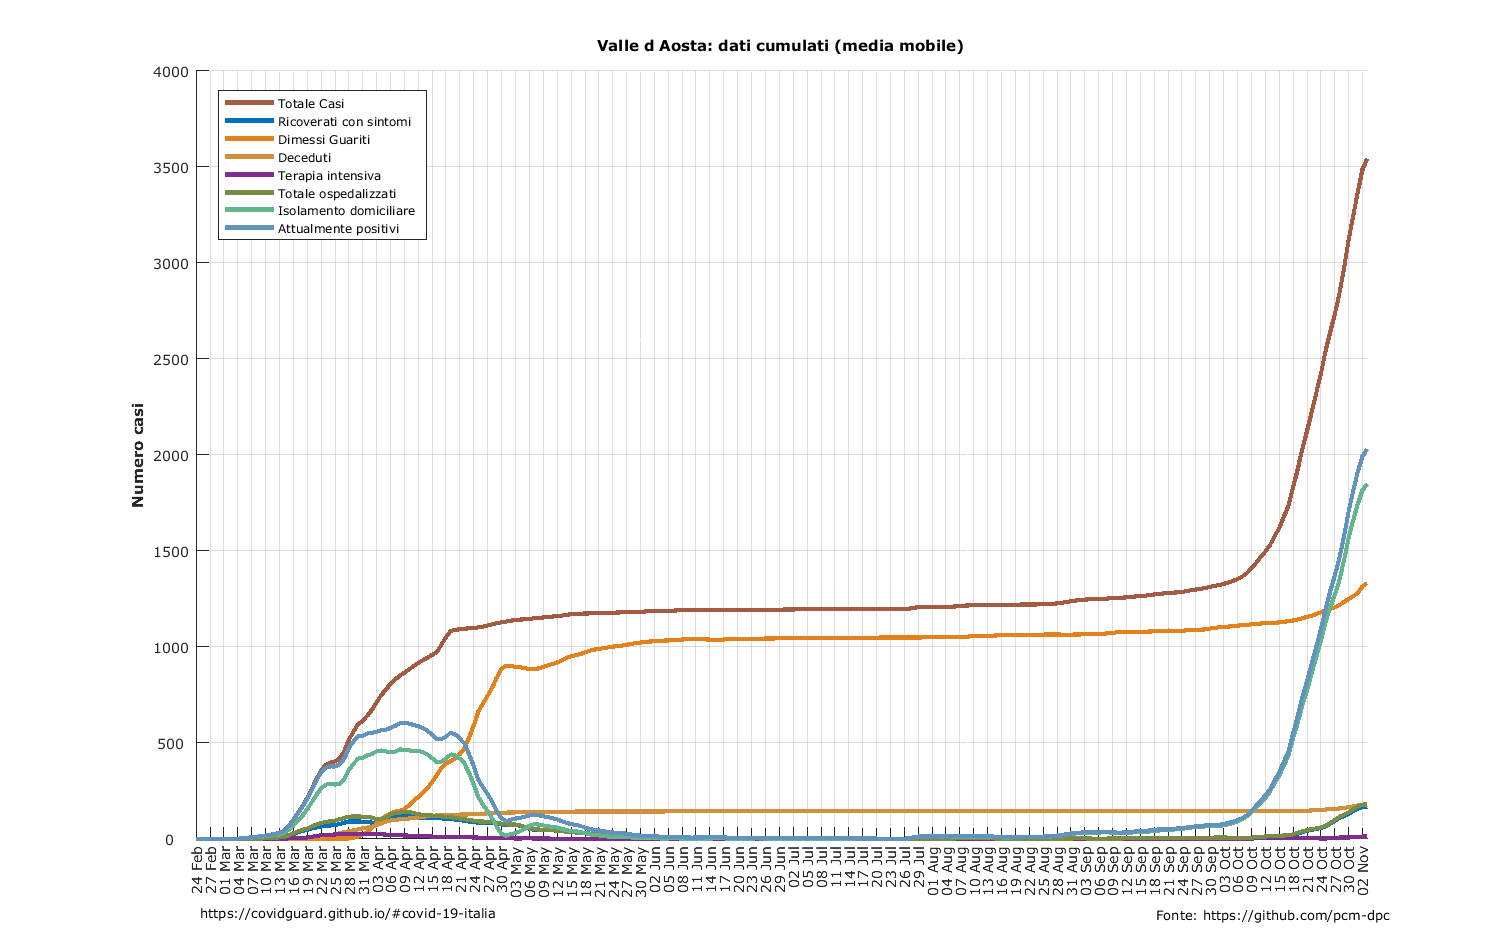 Valle d Aosta: dati cumulati (media mobile)
4000
3500
3000
2500
2000
1500
1000
500
0
Numero casi
Totale Casi
Ricoverati con sintomi
Dimessi Guariti
Deceduti
Terapia intensiva
Totale ospedalizzati
Isolamento domiciliare
Attualmente positivi
24 Feb
27 Feb
01 Mar
04 Mar
07 Mar
10 Mar
13 Mar
16 Mar
19 Mar
22 Mar
25 Mar
28 Mar
31 Mar
03 Apr
06 Apr
09 Apr
12 Apr
15 Apr
18 Apr
21 Apr
24 Apr
27 Apr
30 Apr
03 May
06 May
09 May
12 May
15 May
18 May
21 May
24 May
27 May
30 May
02 Jun
05 Jun
08 Jun
11 Jun
14 Jun
17 Jun
20 Jun
23 Jun
26 Jun
29 Jun
02 Jul
05 Jul
08 Jul
11 Jul
14 Jul
17 Jul
20 Jul
23 Jul
26 Jul
29 Jul
01 Aug
04 Aug
07 Aug
10 Aug
13 Aug
16 Aug
19 Aug
22 Aug
25 Aug
28 Aug
31 Aug
03 Sep
06 Sep
09 Sep
12 Sep
15 Sep
18 Sep
21 Sep
24 Sep
27 Sep
30 Sep
03 Oct
06 Oct
09 Oct
12 Oct
15 Oct
18 Oct
21 Oct
24 Oct
27 Oct
30 Oct
02 Nov
https://covidguard.github.io/#covid-19-italia
Fonte: https://github.com/pcm-dpc